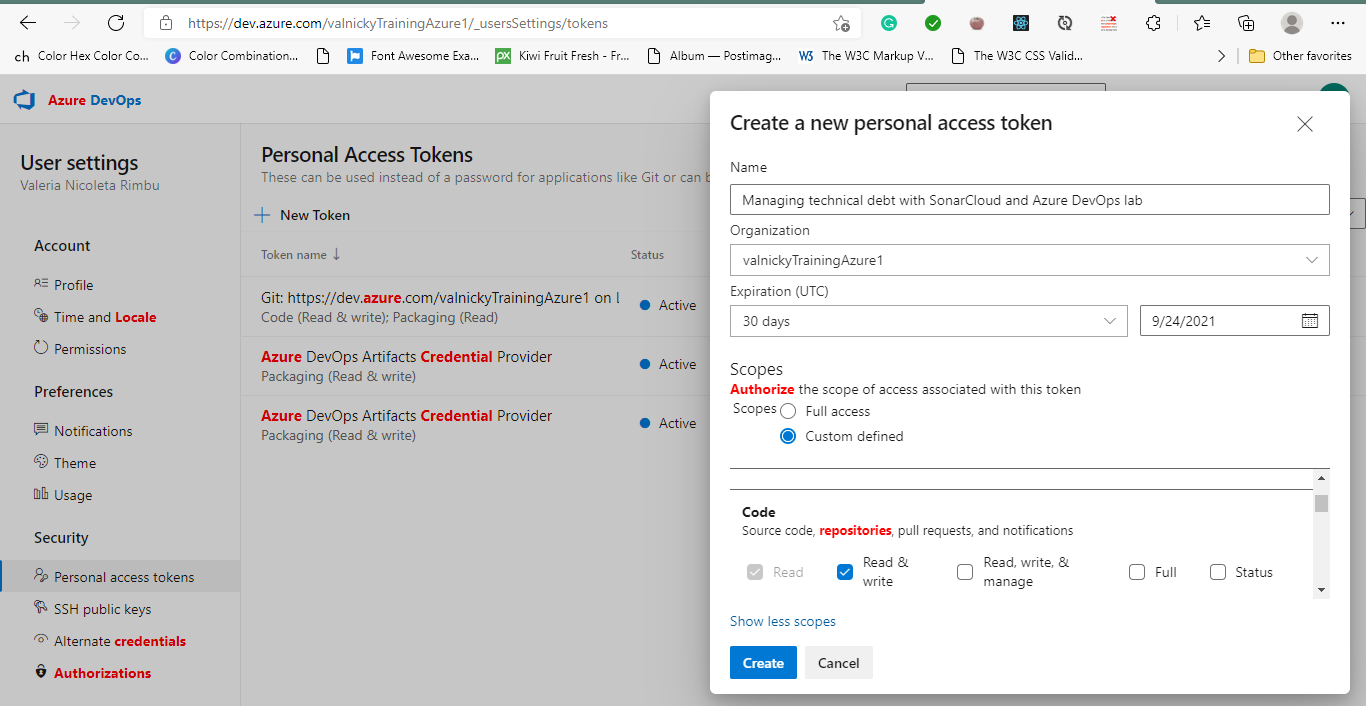 https://dev.azure.com/valnickyTrainingAzure1/_usersSettings/tokens
ch Color Hex Color Co... C Color Combination... Font Awesome Exa... px Kiwi Fruit Fresh - Fr... Album — Postimag... W3 The W3C Markup V... The W3C CSS Valid... Other favorites
Azure DevOps
User settings
Valeria Nicoleta Rimbu
Account
Profile
Time and Locale
Permissions
Preferences
Notifications
Theme
Usage
Security
Personal access tokens
SSH public keys
Alternate credentials
Authorizations
Personal Access Tokens
These can be used instead of a password for applications like Git or can b
New Token
Token name ↓ Status
Git: https://dev.azure.com/valnickyTrainingAzure1 on Active
Code (Read & write); Packaging (Read)
Azure DevOps Artifacts Credential Provider Active
Packaging (Read & write)
Azure DevOps Artifacts Credential Provider Active
Packaging (Read & write)
Create a new personal access token
Name
Managing technical debt with SonarCloud and Azure DevOps lab
Organization
valnickyTrainingAzure1
Expiration (UTC)
30 days 9/24/2021
Scopes
Authorize the scope of access associated with this token
Scopes Full access
Custom defined
Code
Source code, repositories, pull requests, and notifications
Read Read & write Read, write, & manage Full Status
Show less scopes
Create Cancel